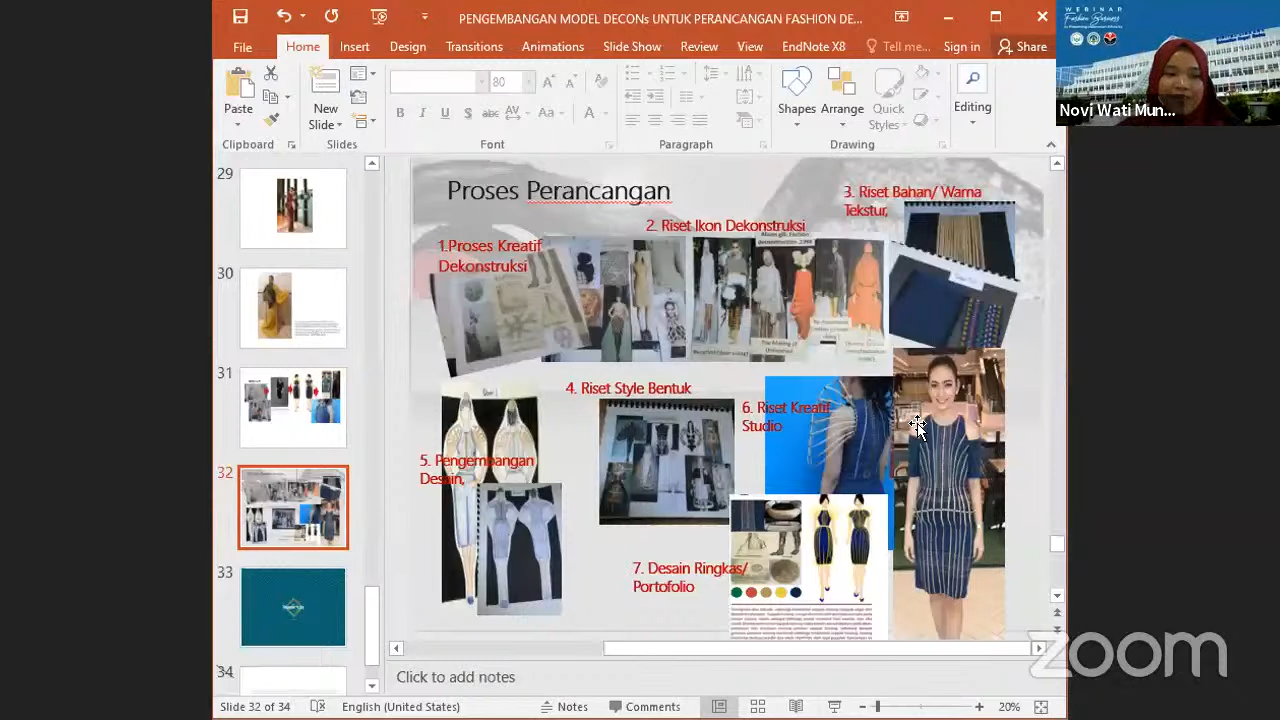 PENGEMBANGAN MODEL DECONs UNTUK PERANCANGAN FASHION DE...
File Home Insert Design Transitions Animations Slide Show Review View EndNote X8 Tell me... Sign in Share
Paste
New
Slide
80
Shapes Arrange Quick
Styles
Editing
Clipboard Slides Font Paragraph Drawing
WEBINAR
Fashion Business
Novi Wati Mun...
29
30
31
32
33
34
Proses Perancangan
3. Riset Bahan/ Warna
Tekstur,
2. Riset Ikon Dekonstruksi
1.Proses Kreatif
Dekonstruksi
4. Riset Style Bentuk
6. Riset Kreatif
Studio
5. Pengembangan
Desain,
7. Desain Ringkas/
Portofolio
zoom
Click to add notes
Slide 32 of 34 English (United States) Notes Comments 20%